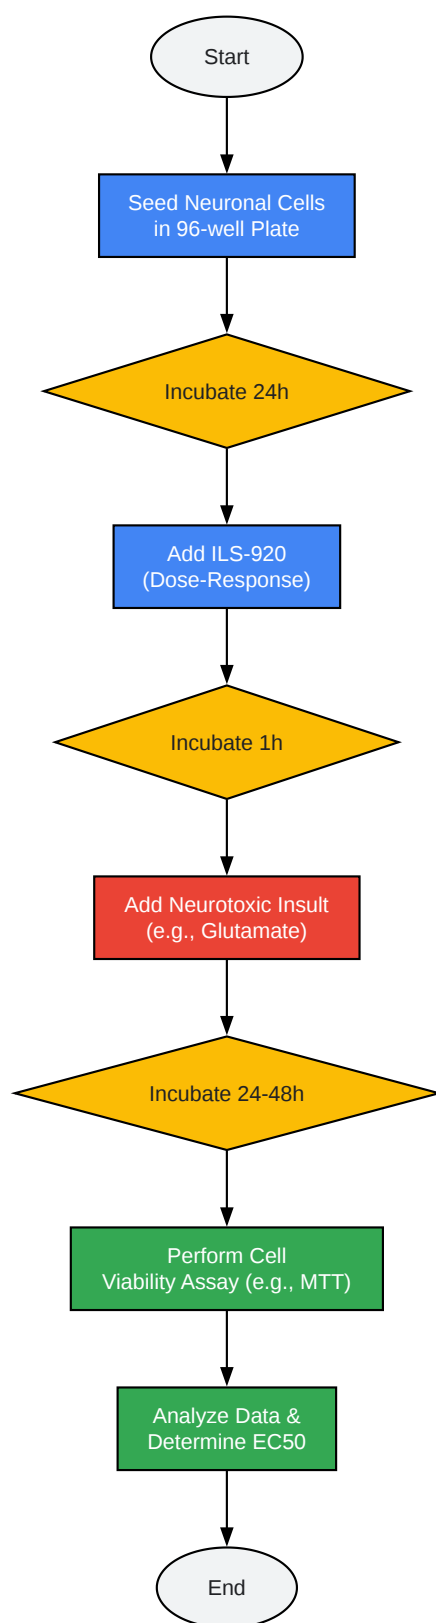 Start
Seed Neuronal Cells
in 96-well Plate
Incubate 24h
Add ILS-920
(Dose-Response)
Incubate 1h
Add Neurotoxic Insult
(e.g., Glutamate)
Incubate 24-48h
Perform Cell
Viability Assay (e.g., MTT)
Analyze Data &
Determine EC50
End